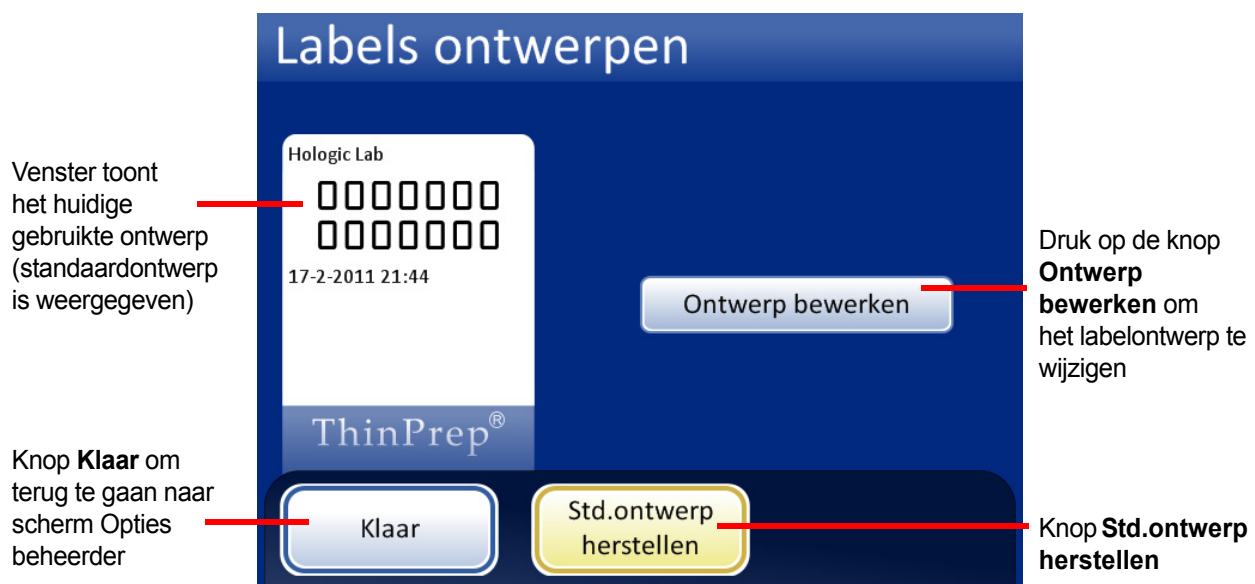 Labels ontwerpen
Venster toont
het huidige
gebruikte ontwerp
(standaardontwerp
is weergegeven)
Hologic Lab
0000000
0000000
17-2-2011 21:44
ThinPrep®
Ontwerp bewerken
Druk op de knop
Ontwerp
bewerken om
het labelontwerp te
wijzigen
Knop Klaar om
terug te gaan naar
scherm Opties
beheerder
Klaar
Std.ontwerp
herstellen
Knop Std.ontwerp
herstellen